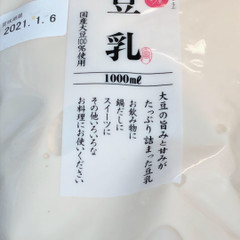 2021.1.6
豆乳
国産大豆100%使用
1000mℓ
大豆の旨みと甘みが
たっぷり詰まった豆乳
お飲み物に
鍋だしに
スイーツに
その他いろいろな
お料理にお使いください